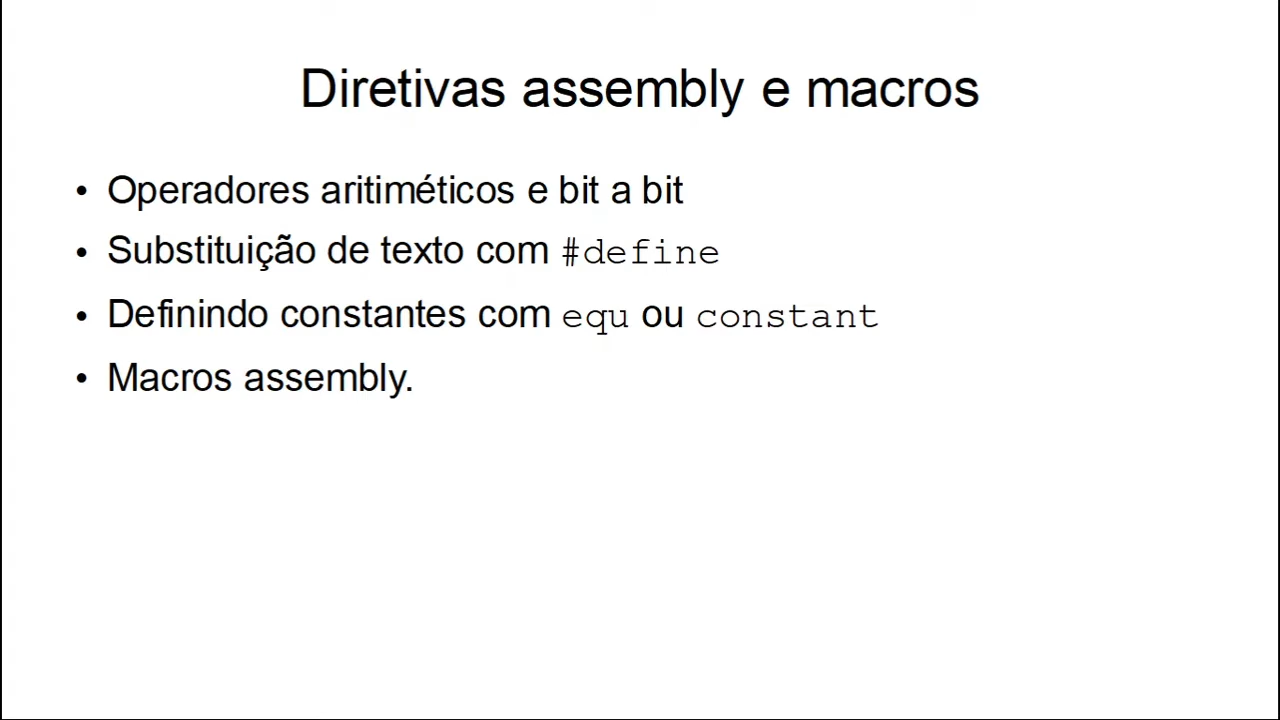 Diretivas assembly e macros
• Operadores aritiméticos e bit a bit
• Substituição de texto com #define
• Definindo constantes com equ ou constant
• Macros assembly.